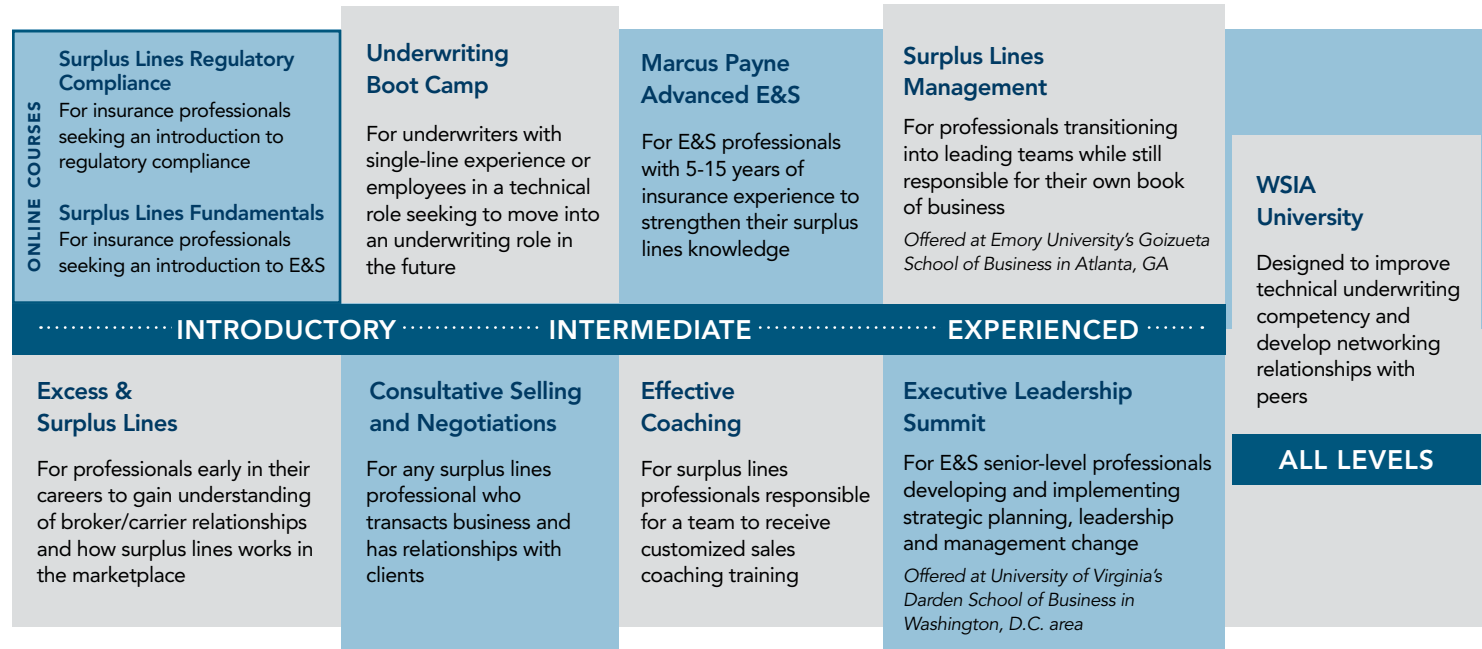 ONLINE COURSES
Surplus Lines Regulatory
Compliance
For insurance professionals
seeking an introduction to
regulatory compliance
Surplus Lines Fundamentals
For insurance professionals
seeking an introduction to E&S
Underwriting
Boot Camp
For underwriters with
single-line experience or
employees in a technical
role seeking to move into
an underwriting role in
the future
Marcus Payne
Advanced E&S
For E&S professionals
with 5-15 years of
insurance experience to
strengthen their surplus
lines knowledge
Surplus Lines
Management
For professionals transitioning
into leading teams while still
responsible for their own book
of business
Offered at Emory University's Goizueta
School of Business in Atlanta, GA
INTRODUCTORY INTERMEDIATE EXPERIENCED
Excess &
Surplus Lines
For professionals early in their
careers to gain understanding
of broker/carrier relationships
and how surplus lines works in
the marketplace
Consultative Selling
and Negotiations
For any surplus lines
professional who
transacts business and
has relationships with
clients
Effective
Coaching
For surplus lines
professionals responsible
for a team to receive
customized sales
coaching training
Executive Leadership
Summit
For E&S senior-level professionals
developing and implementing
strategic planning, leadership
and management change
Offered at University of Virginia's
Darden School of Business in
Washington, D.C. area
WSIA
University
Designed to improve
technical underwriting
competency and
develop networking
relationships with
peers
ALL LEVELS